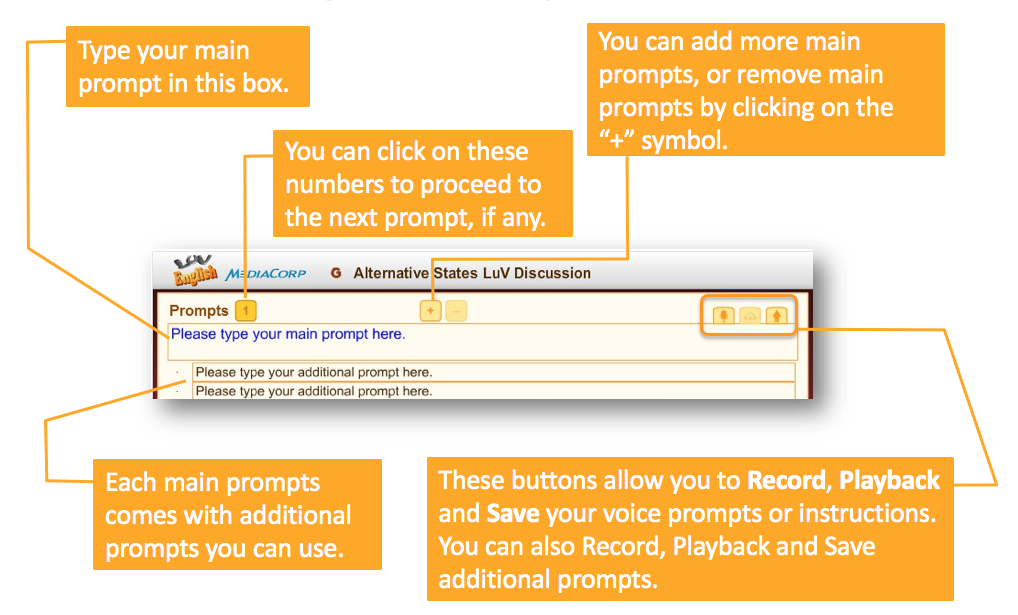 Type your main
prompt in this box.
You can add more main
prompts, or remove main
prompts by clicking on the
“+” symbol.
You can click on these
numbers to proceed to
the next prompt, if any.
LUV
English MEDIACORP G Alternative States LuV Discussion
Prompts 1 + -
Please type your main prompt here.
· Please type your additional prompt here.
· Please type your additional prompt here.
Each main prompts
comes with additional
prompts you can use.
These buttons allow you to Record, Playback
and Save your voice prompts or instructions.
You can also Record, Playback and Save
additional prompts.